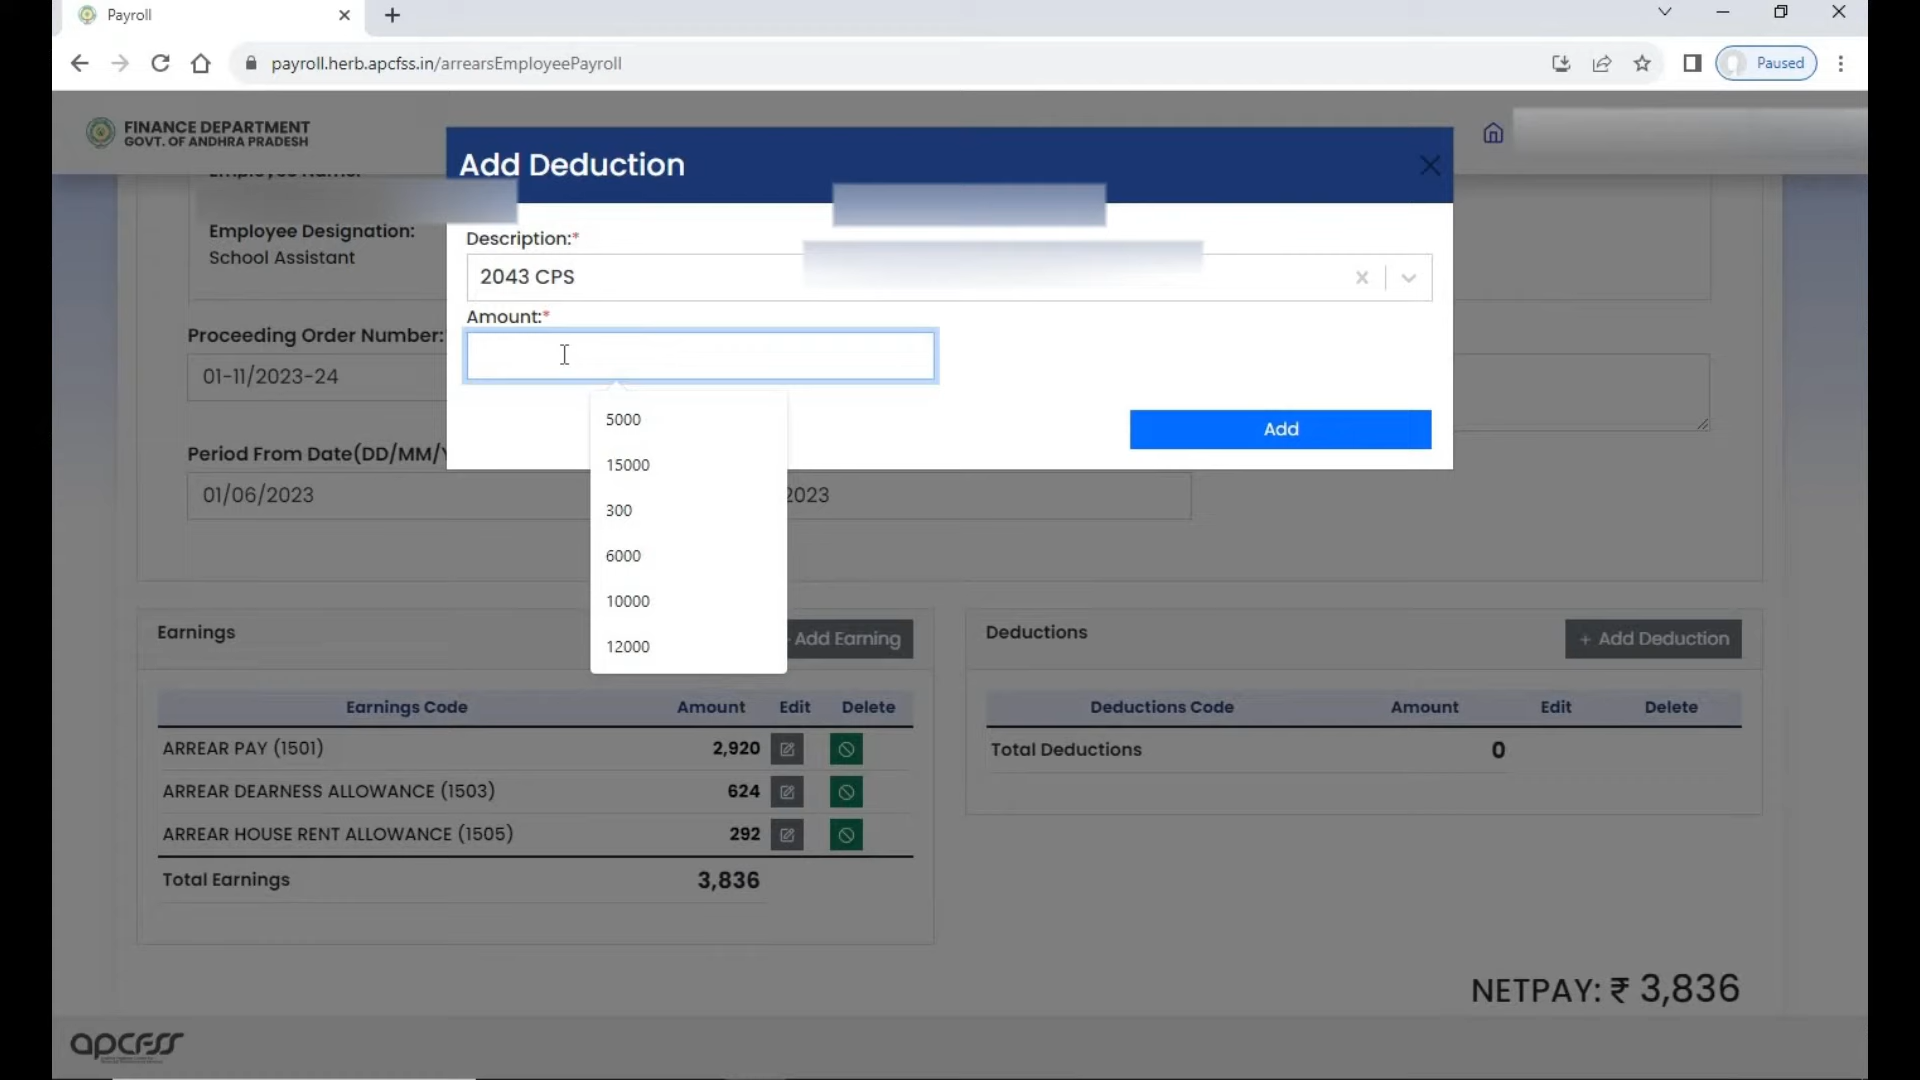 Payroll
payroll.herb.apcfss.in/arrearsEmployeePayroll
Paused
FINANCE DEPARTMENT
GOVT. OF ANDHRA PRADESH
Add Deduction
Employee Name:
Employee Designation:
School Assistant
Description:*
2043 CPS
Amount:*
Proceeding Order Number:
01-11/2023-24
5000
15000
300
6000
10000
12000
Add
Period From Date(DD/MM/
01/06/2023
2023
Earnings
Add Earning
Earnings Code Amount Edit Delete
ARREAR PAY (1501) 2,920
ARREAR DEARNESS ALLOWANCE (1503) 624
ARREAR HOUSE RENT ALLOWANCE (1505) 292
Total Earnings 3,836
Deductions
+ Add Deduction
Deductions Code Amount Edit Delete
Total Deductions 0
NETPAY: ₹ 3,836
apcfss